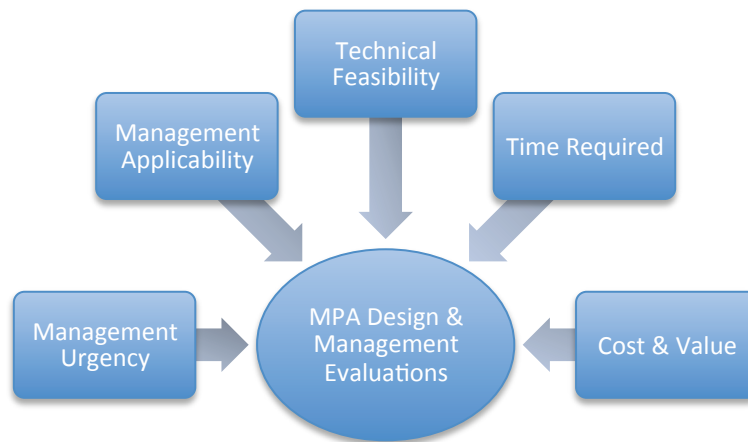 Technical
Feasibility
Management
Applicability
Time Required
Management
Urgency
MPA Design &
Management
Evaluations
Cost & Value